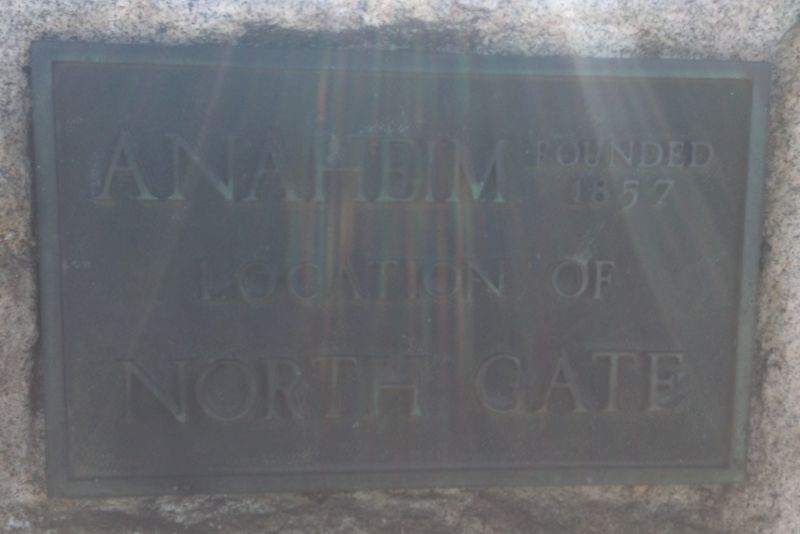 ANAHEIM FOUNDED
1857
LOCATION OF
NORTH GATE